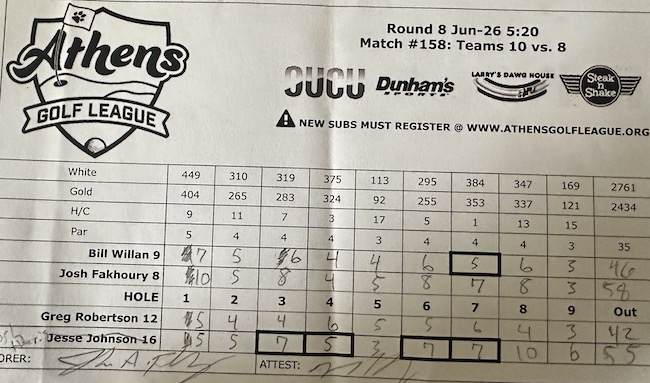 Athens
GOLF LEAGUE
Round 8 Jun-26 5:20
Match #158: Teams 10 vs. 8
CUCU Dunham's SPORTS LARRY'S DAWG HOUSE Steak n Shake
NEW SUBS MUST REGISTER @ WWW.ATHENSGOLFLEAGUE.ORG
White 449 310 319 375 113 295 384 347 169 2761
Gold 404 265 283 324 92 255 353 337 121 2434
H/C 9 11 7 3 17 5 1 13 15
Par 5 4 4 4 3 4 4 4 3 35
Bill Willan 9 7 5 6 4 4 6 5 6 3 46
Josh Fakhoury 8 10 5 8 4 5 8 7 8 3 58
HOLE 1 2 3 4 5 6 7 8 9 Out
Greg Robertson 12 5 4 4 6 5 5 6 4 3 42
Jesse Johnson 16 5 5 7 5 3 7 7 10 6 55
ORER: ATTEST: